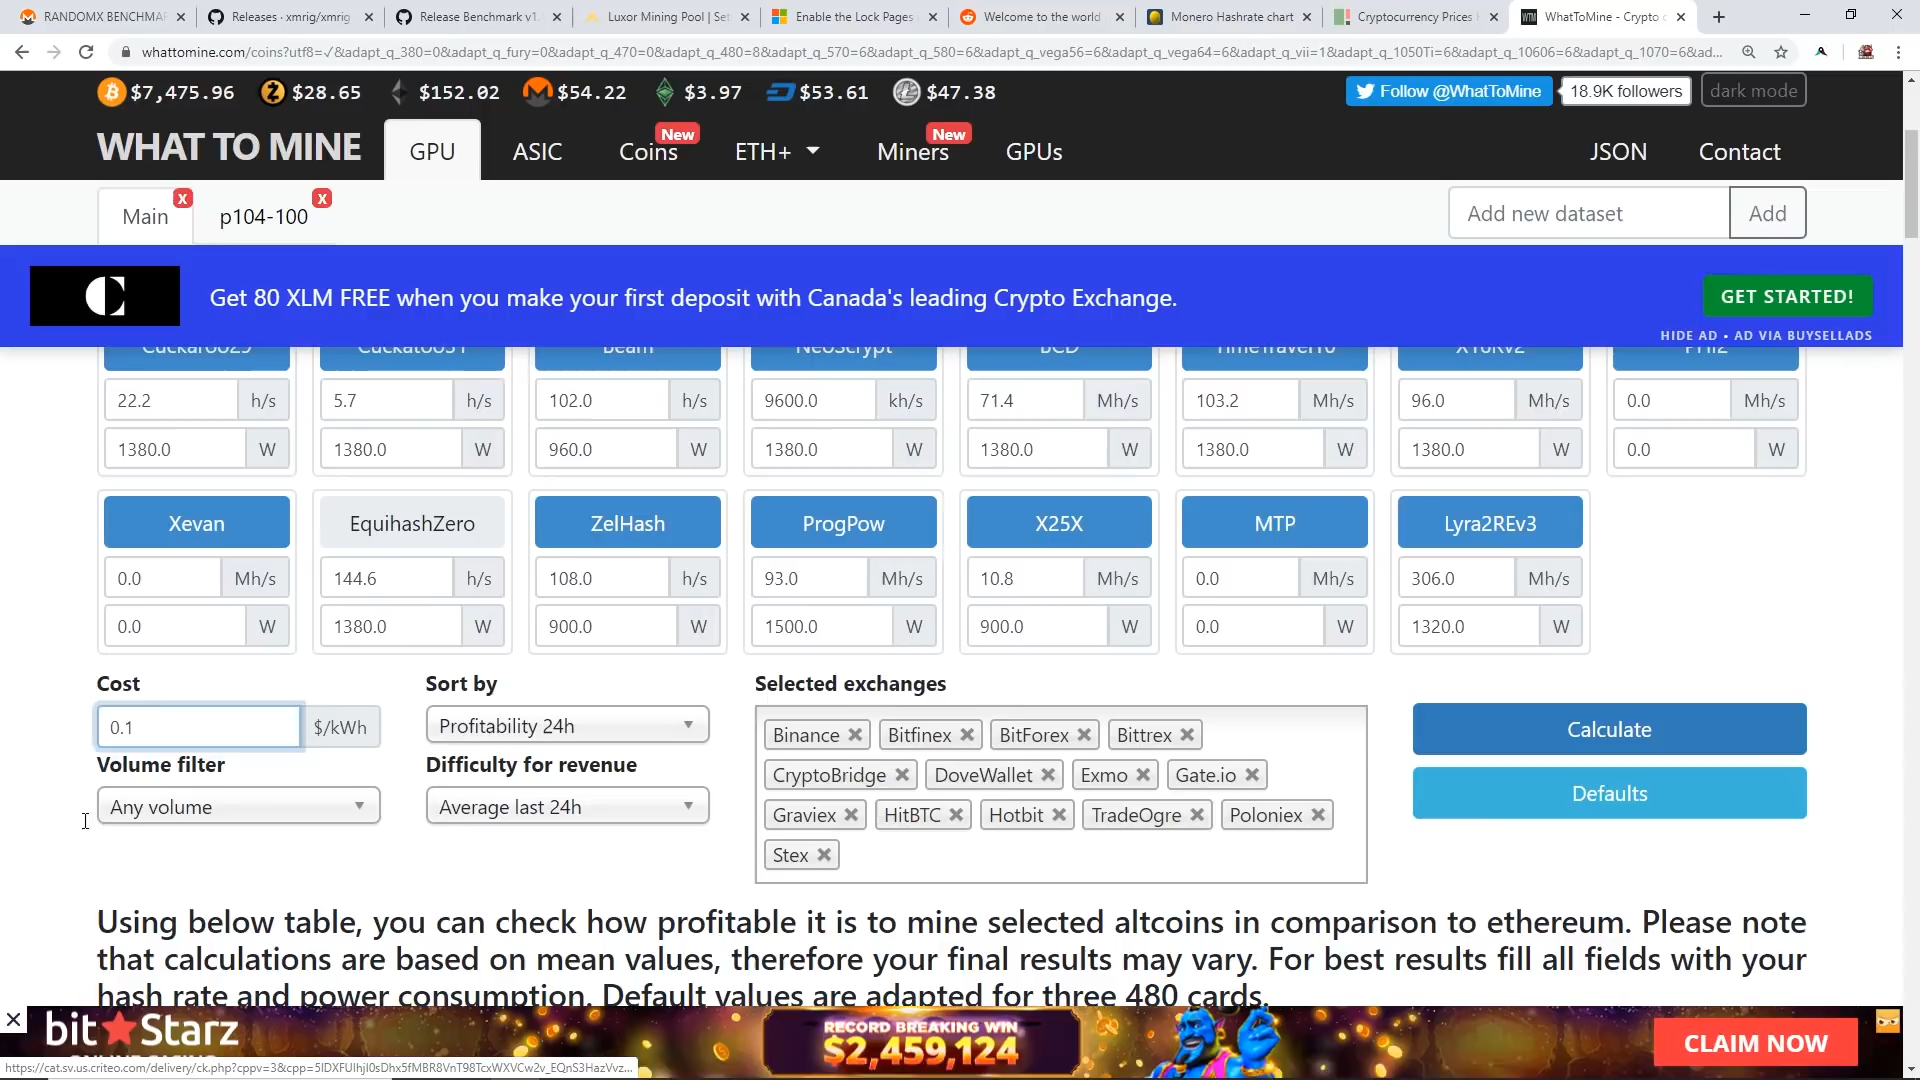 RANDOMX BENCHMAR
Releases · xmrig/xmrig
Release Benchmark v1.
Luxor Mining Pool | Set
Enable the Lock Pages
Welcome to the world
Monero Hashrate chart
Cryptocurrency Prices
WhatToMine - Crypto c
whattomine.com/coins?utf8=✓&adapt_q_380=0&adapt_q_fury=0&adapt_q_470=0&adapt_q_480=8&adapt_q_570=6&adapt_q_580=6&adapt_q_vega56=6&adapt_q_vega64=6&adapt_q_vii=1&adapt_q_1050Ti=6&adapt_q_10606=6&adapt_q_1070=6&ad...
$7,475.96 $28.65 $152.02 $54.22 $3.97 $53.61 $47.38
Follow @WhatToMine 18.9K followers dark mode
WHAT TO MINE GPU ASIC Coins New ETH+ Miners New GPUs JSON Contact
Main X p104-100 X
Add new dataset Add
Get 80 XLM FREE when you make your first deposit with Canada's leading Crypto Exchange.
GET STARTED!
HIDE AD • AD VIA BUYSELLADS
Cuckaroo29 Cuckatoo31 Beam NeoScrypt BCD TimeTravel10 X16Rv2 PHI2
22.2 h/s 5.7 h/s 102.0 h/s 9600.0 kh/s 71.4 Mh/s 103.2 Mh/s 96.0 Mh/s 0.0 Mh/s
1380.0 W 1380.0 W 960.0 W 1380.0 W 1380.0 W 1380.0 W 1380.0 W 0.0 W
Xevan EquihashZero ZelHash ProgPow X25X MTP Lyra2REv3
0.0 Mh/s 144.6 h/s 108.0 h/s 93.0 Mh/s 10.8 Mh/s 0.0 Mh/s 306.0 Mh/s
0.0 W 1380.0 W 900.0 W 1500.0 W 900.0 W 0.0 W 1320.0 W
Cost Sort by Selected exchanges
0.1 $/kWh Profitability 24h
Volume filter Difficulty for revenue
Any volume Average last 24h
Binance Bitfinex BitForex Bittrex
CryptoBridge DoveWallet Exmo Gate.io
Graviex HitBTC Hotbit TradeOgre Poloniex
Stex
Calculate
Defaults
Using below table, you can check how profitable it is to mine selected altcoins in comparison to ethereum. Please note
that calculations are based on mean values, therefore your final results may vary. For best results fill all fields with your
hash rate and power consumption. Default values are adapted for three 480 cards.
bitStarz
RECORD BREAKING WIN
$2,459,124
CLAIM NOW